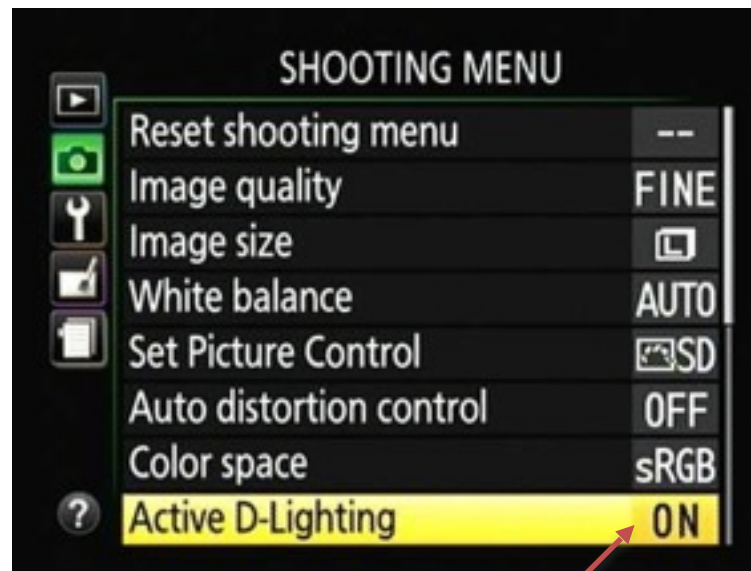 SHOOTING MENU
Reset shooting menu --
Image quality FINE
Image size L
White balance AUTO
Set Picture Control SD
Auto distortion control OFF
Color space sRGB
? Active D-Lighting ON